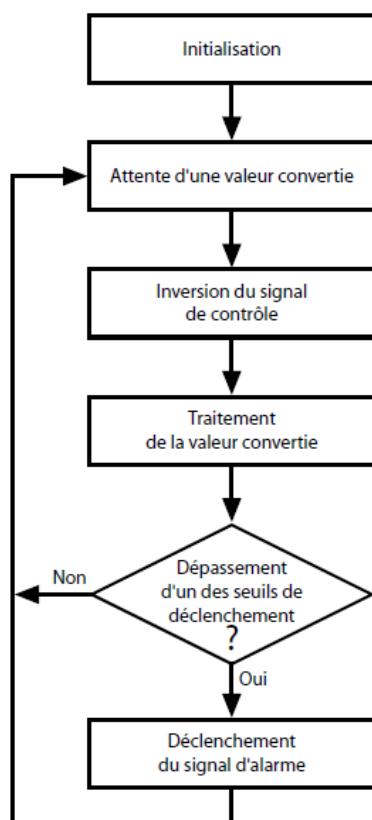 Initialisation
Attente d'une valeur convertie
Inversion du signal
de contrôle
Traitement
de la valeur convertie
Dépassement
d'un des seuils de
déclenchement
?
Non
Oui
Déclenchement
du signal d'alarme